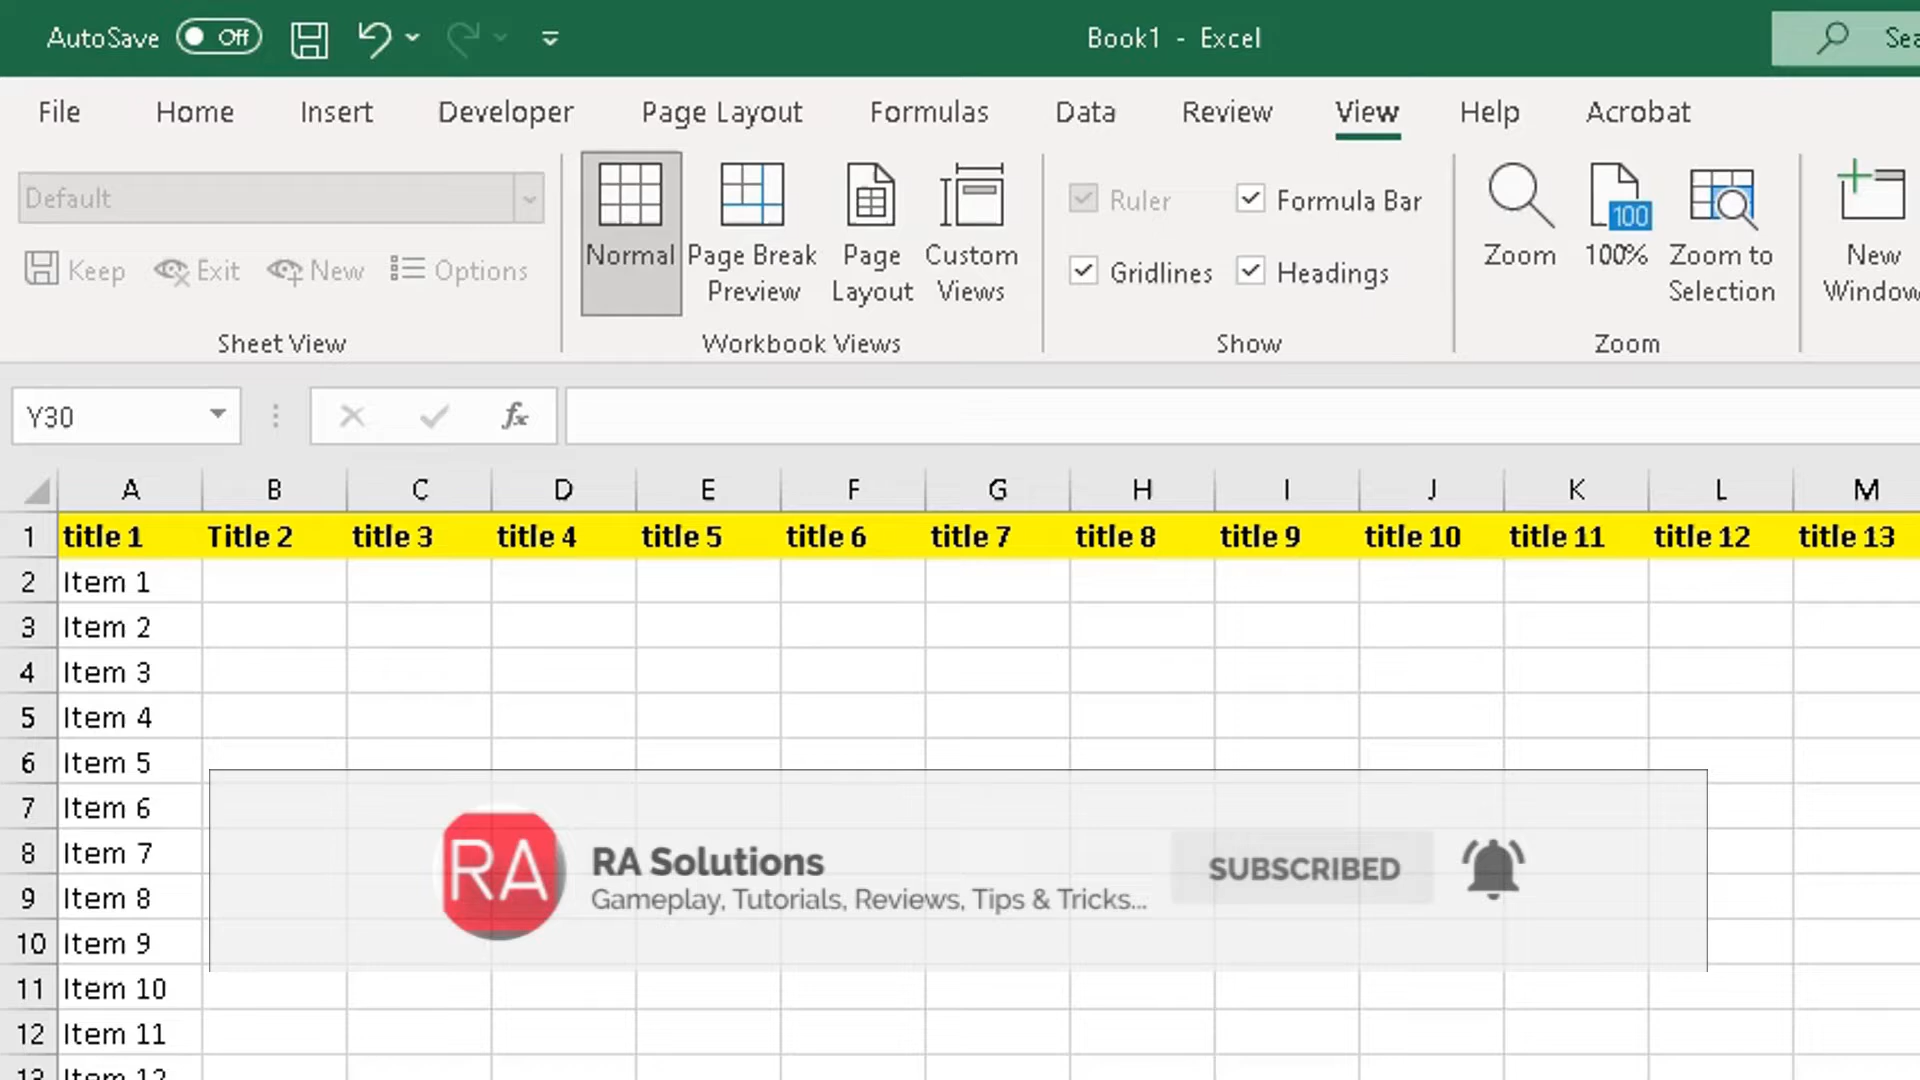 AutoSave Off Book1 - Excel Sea
File Home Insert Developer Page Layout Formulas Data Review View Help Acrobat
Default
Keep Exit New Options
Sheet View
Normal Page Break Preview Page Layout Custom Views
Workbook Views
Ruler Formula Bar
Gridlines Headings
Show
Zoom 100 100% Zoom to Selection
Zoom
New Window
Y30 fx
A B C D E F G H I J K L M
1 title 1 Title 2 title 3 title 4 title 5 title 6 title 7 title 8 title 9 title 10 title 11 title 12 title 13
2 Item 1
3 Item 2
4 Item 3
5 Item 4
6 Item 5
7 Item 6
8 Item 7
9 Item 8
10 Item 9
11 Item 10
12 Item 11
13 Item 12
RA
RA Solutions
Gameplay, Tutorials, Reviews, Tips & Tricks...
SUBSCRIBED